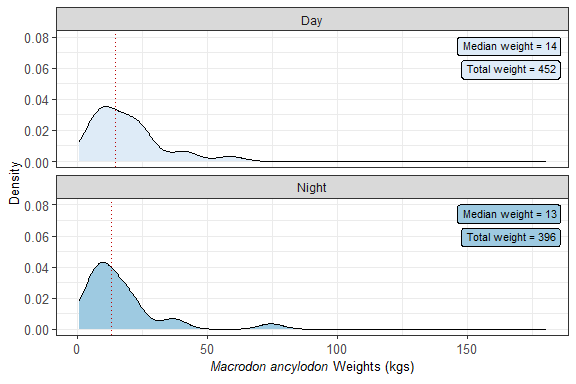 Day
0.08
0.06
0.04
0.02
0.00
Median weight = 14
Total weight = 452
Density
Night
0.08
0.06
0.04
0.02
0.00
Median weight = 13
Total weight = 396
0 50 100 150
Macrodon ancylodon Weights (kgs)